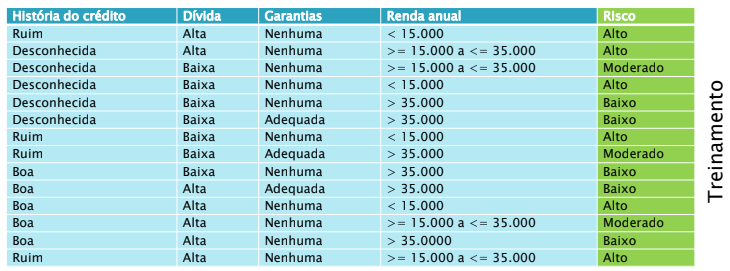 História do crédito Dívida Garantias Renda anual Risco
Ruim Alta Nenhuma < 15.000 Alto
Desconhecida Alta Nenhuma >= 15.000 a <= 35.000 Alto
Desconhecida Baixa Nenhuma >= 15.000 a <= 35.000 Moderado
Desconhecida Baixa Nenhuma < 15.000 Alto
Desconhecida Baixa Nenhuma > 35.000 Baixo
Desconhecida Baixa Adequada > 35.000 Baixo
Ruim Baixa Nenhuma < 15.000 Alto
Ruim Baixa Adequada > 35.000 Moderado
Boa Baixa Nenhuma > 35.000 Baixo
Boa Alta Adequada > 35.000 Baixo
Boa Alta Nenhuma < 15.000 Alto
Boa Alta Nenhuma >= 15.000 a <= 35.000 Moderado
Boa Alta Nenhuma > 35.0000 Baixo
Ruim Alta Nenhuma >= 15.000 a <= 35.000 Alto
Treinamento